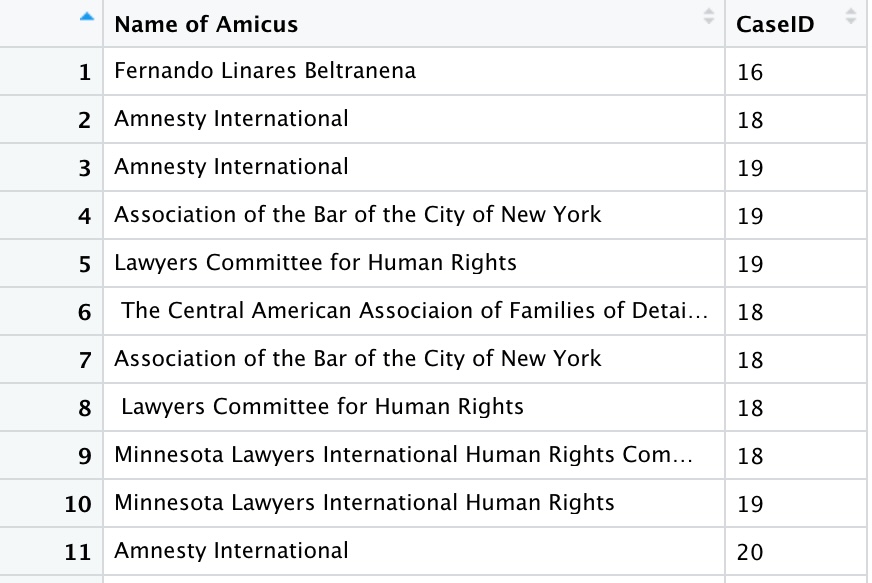 Name of Amicus CaseID
1 Fernando Linares Beltranena 16
2 Amnesty International 18
3 Amnesty International 19
4 Association of the Bar of the City of New York 19
5 Lawyers Committee for Human Rights 19
6 The Central American Associaion of Families of Detai... 18
7 Association of the Bar of the City of New York 18
8 Lawyers Committee for Human Rights 18
9 Minnesota Lawyers International Human Rights Com... 18
10 Minnesota Lawyers International Human Rights 19
11 Amnesty International 20